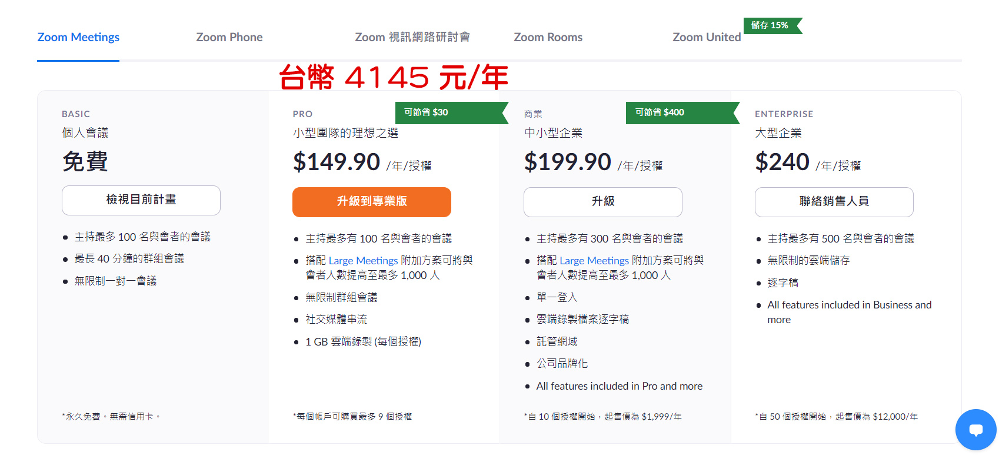 Zoom Meetings
Zoom Phone
Zoom 視訊網路研討會
Zoom Rooms
Zoom United
儲存 15%
台幣 4145 元/年
BASIC
個人會議
免費
檢視目前計畫
主持最多 100 名與會者的會議
最長 40 分鐘的群組會議
無限制一對一會議
*永久免費。無需信用卡。
PRO
可節省 $30
小型團隊的理想之選
$149.90 /年/授權
升級到專業版
主持最多有 100 名與會者的會議
搭配 Large Meetings 附加方案可將與
會者人數提高至最多 1,000 人
無限制群組會議
社交媒體串流
1 GB 雲端錄製 (每個授權)
*每個帳戶可購買最多 9 個授權
商業
可節省 $400
中小型企業
$199.90 /年/授權
升級
主持最多有 300 名與會者的會議
搭配 Large Meetings 附加方案可將與
會者人數提高至最多 1,000 人
單一登入
雲端錄製檔案逐字稿
託管網域
公司品牌化
All features included in Pro and more
*自 10 個授權開始，起售價為 $1,999/年
ENTERPRISE
大型企業
$240 /年/授權
聯絡銷售人員
主持最多有 500 名與會者的會議
無限制的雲端儲存
逐字稿
All features included in Business and
more
*自 50 個授權開始，起售價為 $12,000/年